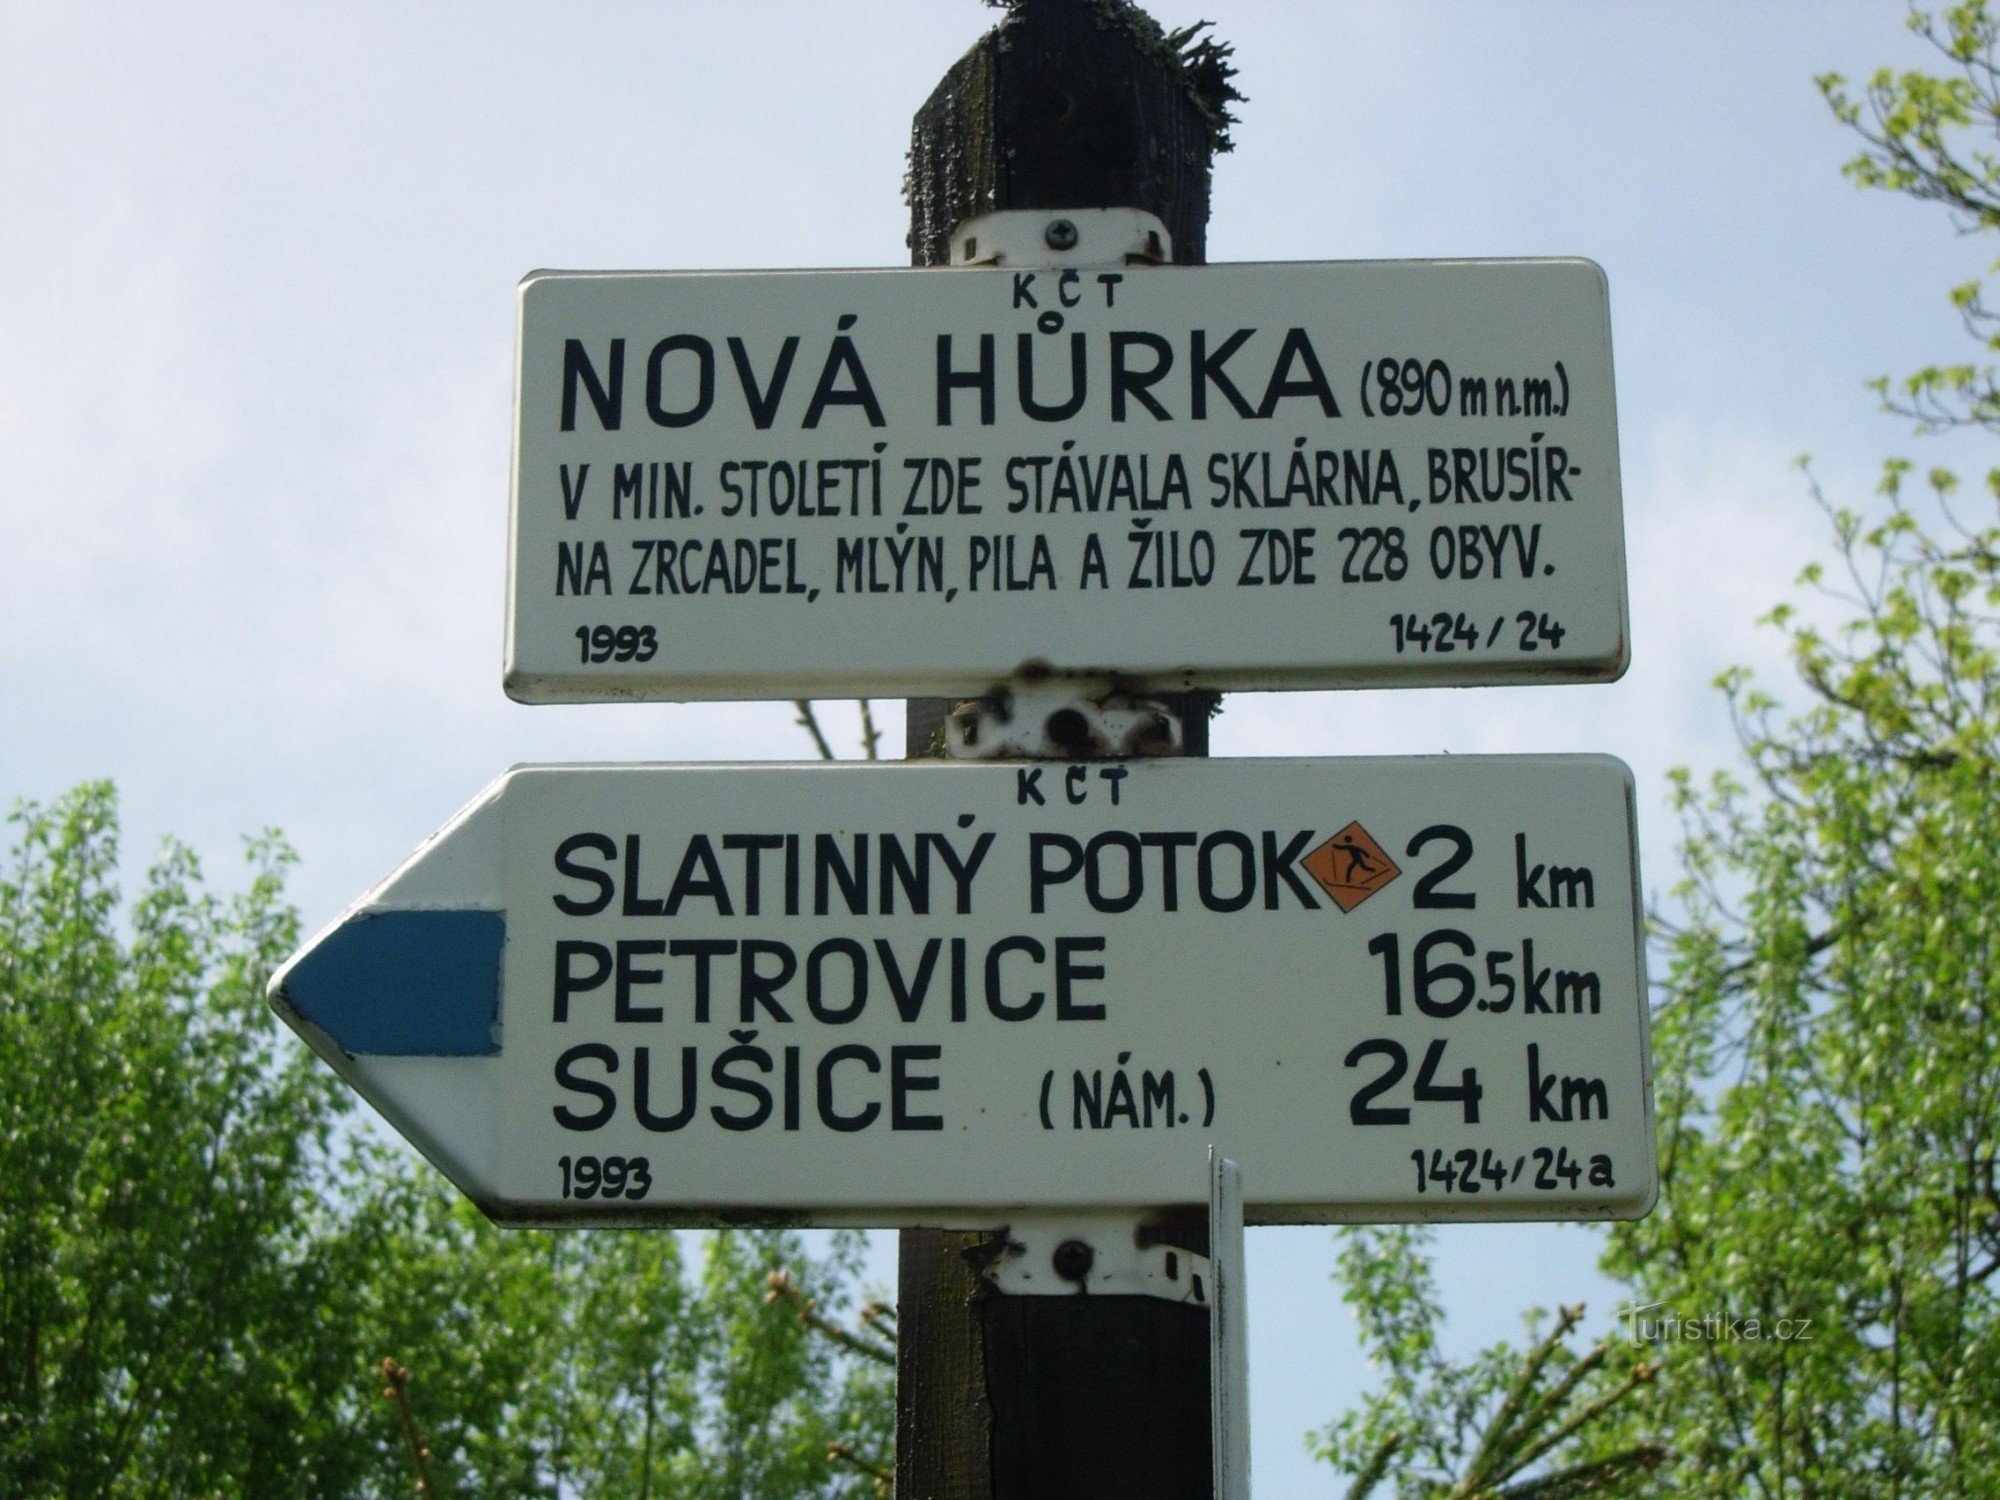 KČT
NOVÁ HŮRKA (890 m n.m.)
V MIN. STOLETÍ ZDE STÁVALA SKLÁRNA, BRUSÍR-
NA ZRCADEL, MLÝN, PILA A ŽILO ZDE 228 OBYV.
1993 1424/24
KČT
SLATINNÝ POTOK 2 km
PETROVICE 16.5 km
SUŠICE (NÁM.) 24 km
1993 1424/24a
Turistika.cz